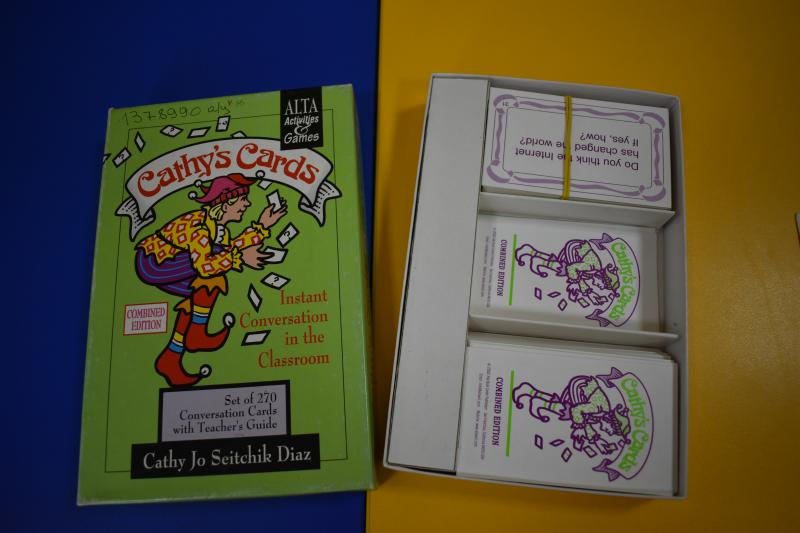 1378990 a/y
ALTA
Activities
&
Games
Cathy's Cards
COMBINED
EDITION
Instant
Conversation
in the
Classroom
Set of 270
Conversation Cards
with Teacher's Guide
Cathy Jo Seitchik Diaz
Do you think the Internet
has changed the world?
If yes, how?
Cathy's Cards
COMBINED EDITION
Cathy's Cards
COMBINED EDITION